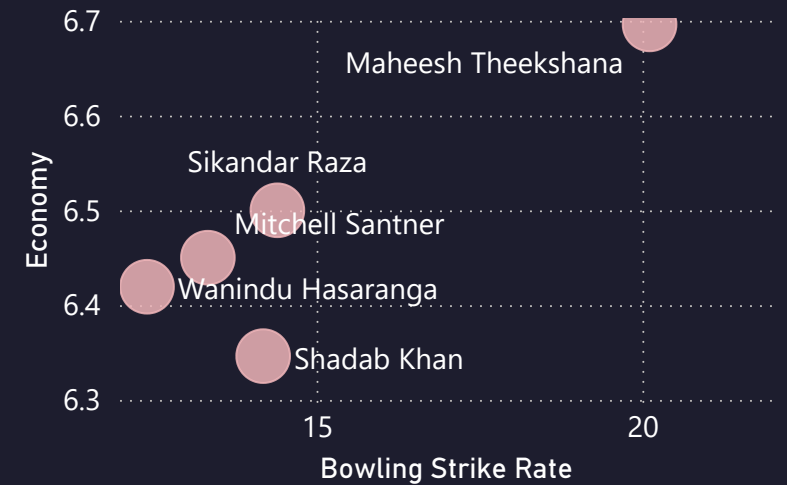 6.7
Maheesh Theekshana
6.6
Sikandar Raza
6.5
Mitchell Santner
Economy
Wanindu Hasaranga
6.4
Shadab Khan
6.3
15
20
Bowling Strike Rate